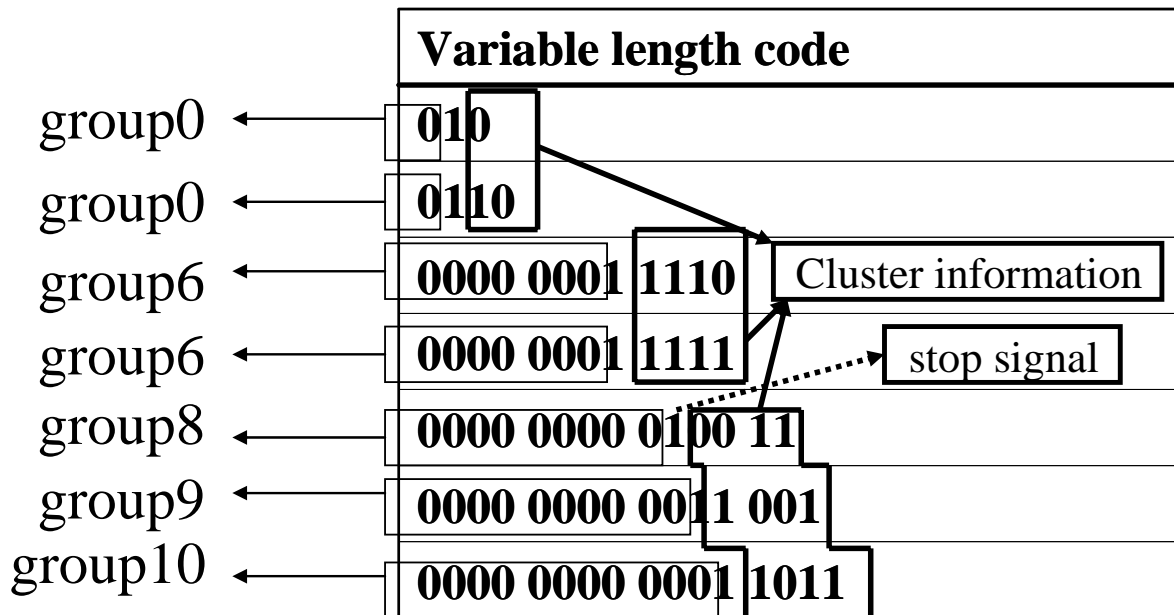 Variable length code
group0 010
group0 0110
group6 0000 0001 1110
Cluster information
group6 0000 0001 1111
stop signal
group8 0000 0000 0100 11
group9 0000 0000 0011 001
group10 0000 0000 0001 1011